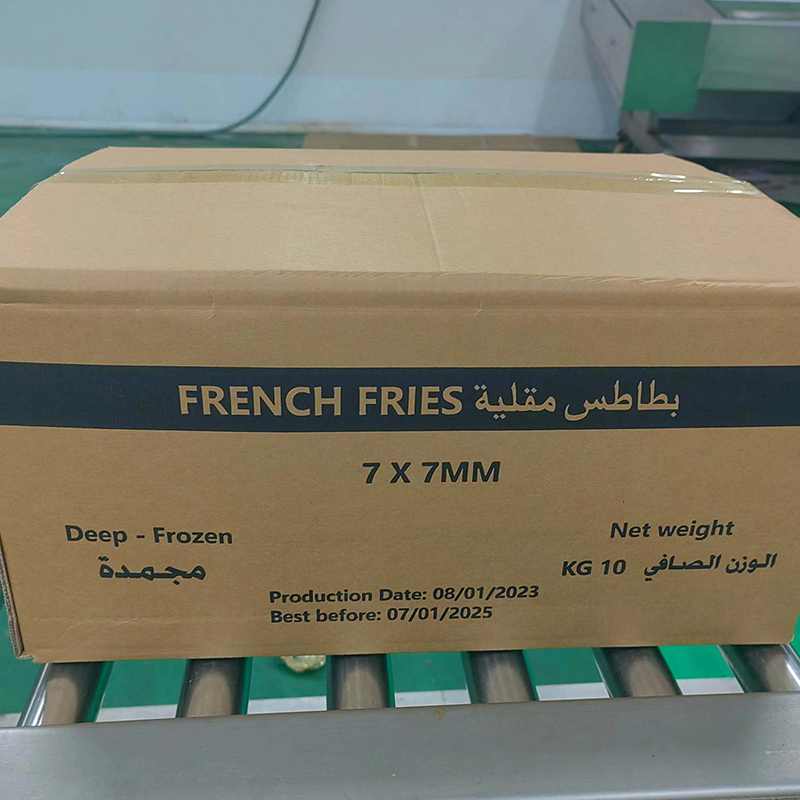 FRENCH FRIES بطاطس مقلية
7 X 7MM
Deep - Frozen
مجمدة
Net weight
KG 10 الوزن الصافي
Production Date: 08/01/2023
Best before: 07/01/2025